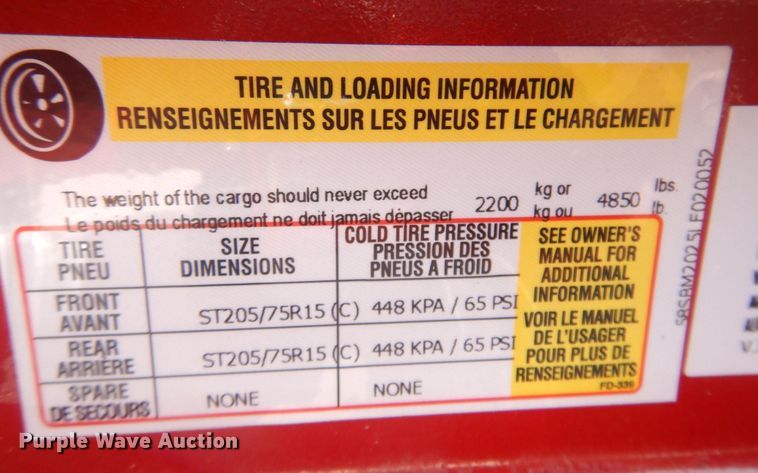 TIRE AND LOADING INFORMATION
RENSEIGNEMENTS SUR LES PNEUS ET LE CHARGEMENT
The weight of the cargo should never exceed 2200 kg or 4850 lbs.
Le poids du chargement ne doit jamais dépasser kg ou lb.
TIRE
PNEU
SIZE
DIMENSIONS
COLD TIRE PRESSURE
PRESSION DES
PNEUS A FROID
SEE OWNER'S
MANUAL FOR
ADDITIONAL
INFORMATION
VOIR LE MANUEL
DE L'USAGER
POUR PLUS DE
RENSEIGNEMENTS
FRONT
AVANT
ST205/75R15 (C) 448 KPA / 65 PSI
REAR
ARRIÈRE
ST205/75R15 (C) 448 KPA / 65 PSI
SPARE
DE SECOURS
NONE NONE
FD-336
Purple Wave Auction